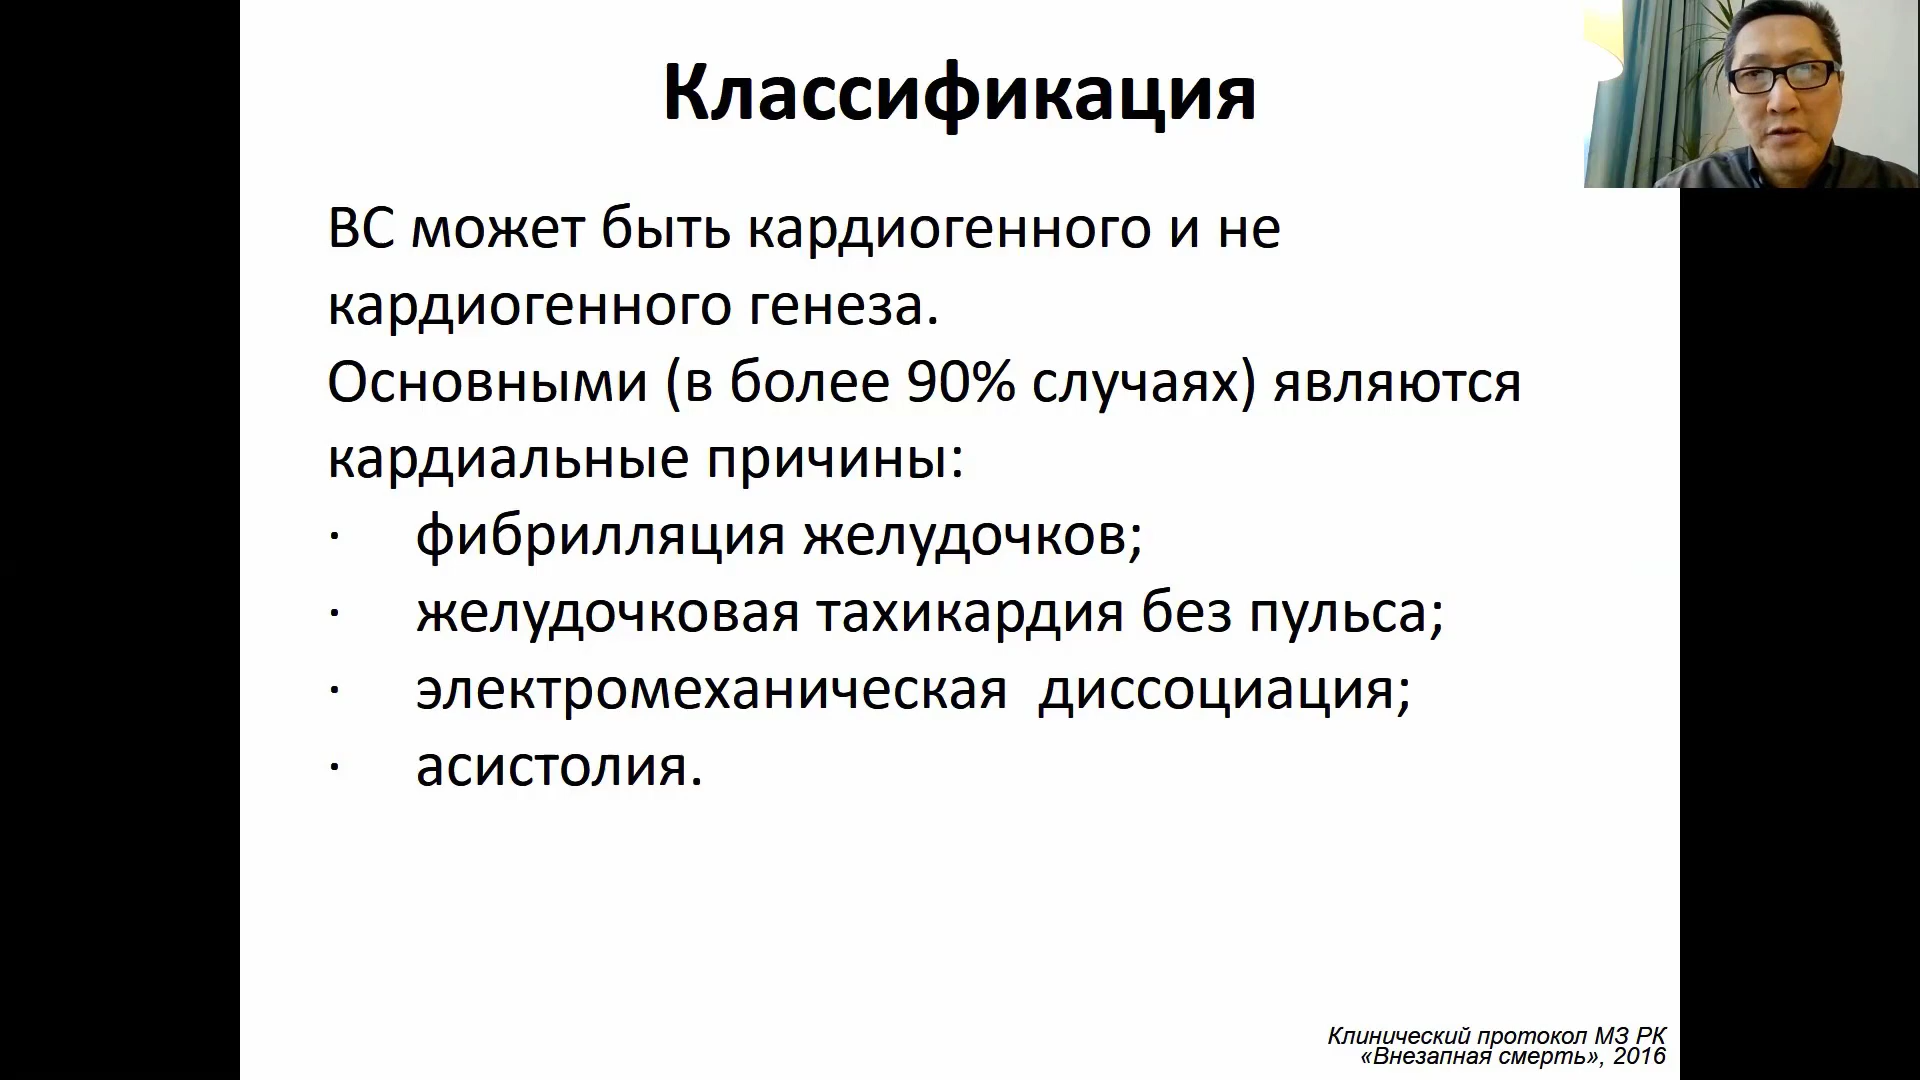 Классификация
ВС может быть кардиогенного и не
кардиогенного генеза.
Основными (в более 90% случаях) являются
кардиальные причины:
· фибрилляция желудочков;
· желудочковая тахикардия без пульса;
· электромеханическая  диссоциация;
· асистолия.
Клинический протокол МЗ РК
«Внезапная смерть», 2016